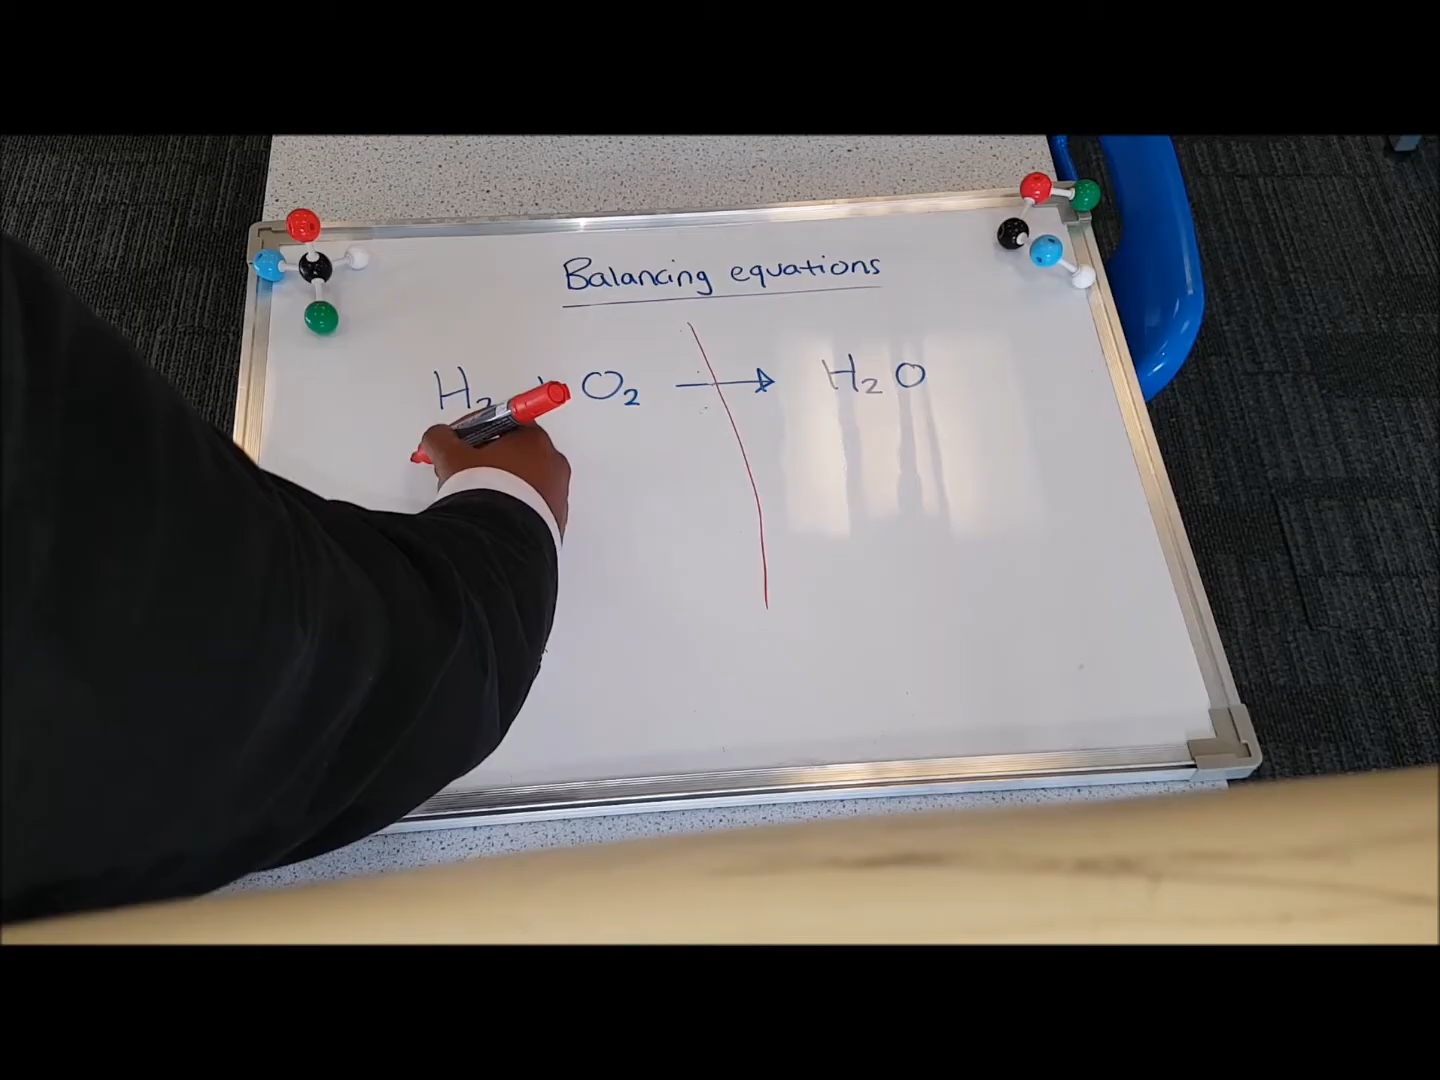 Balancing equations
H₂ + O₂ → H₂O